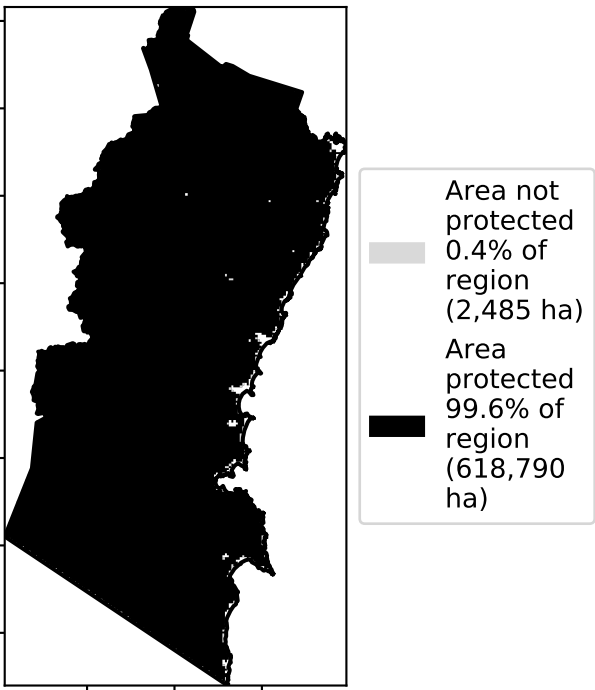 Area not
protected
0.4% of
region
(2,485 ha)
Area
protected
99.6% of
region
(618,790
ha)